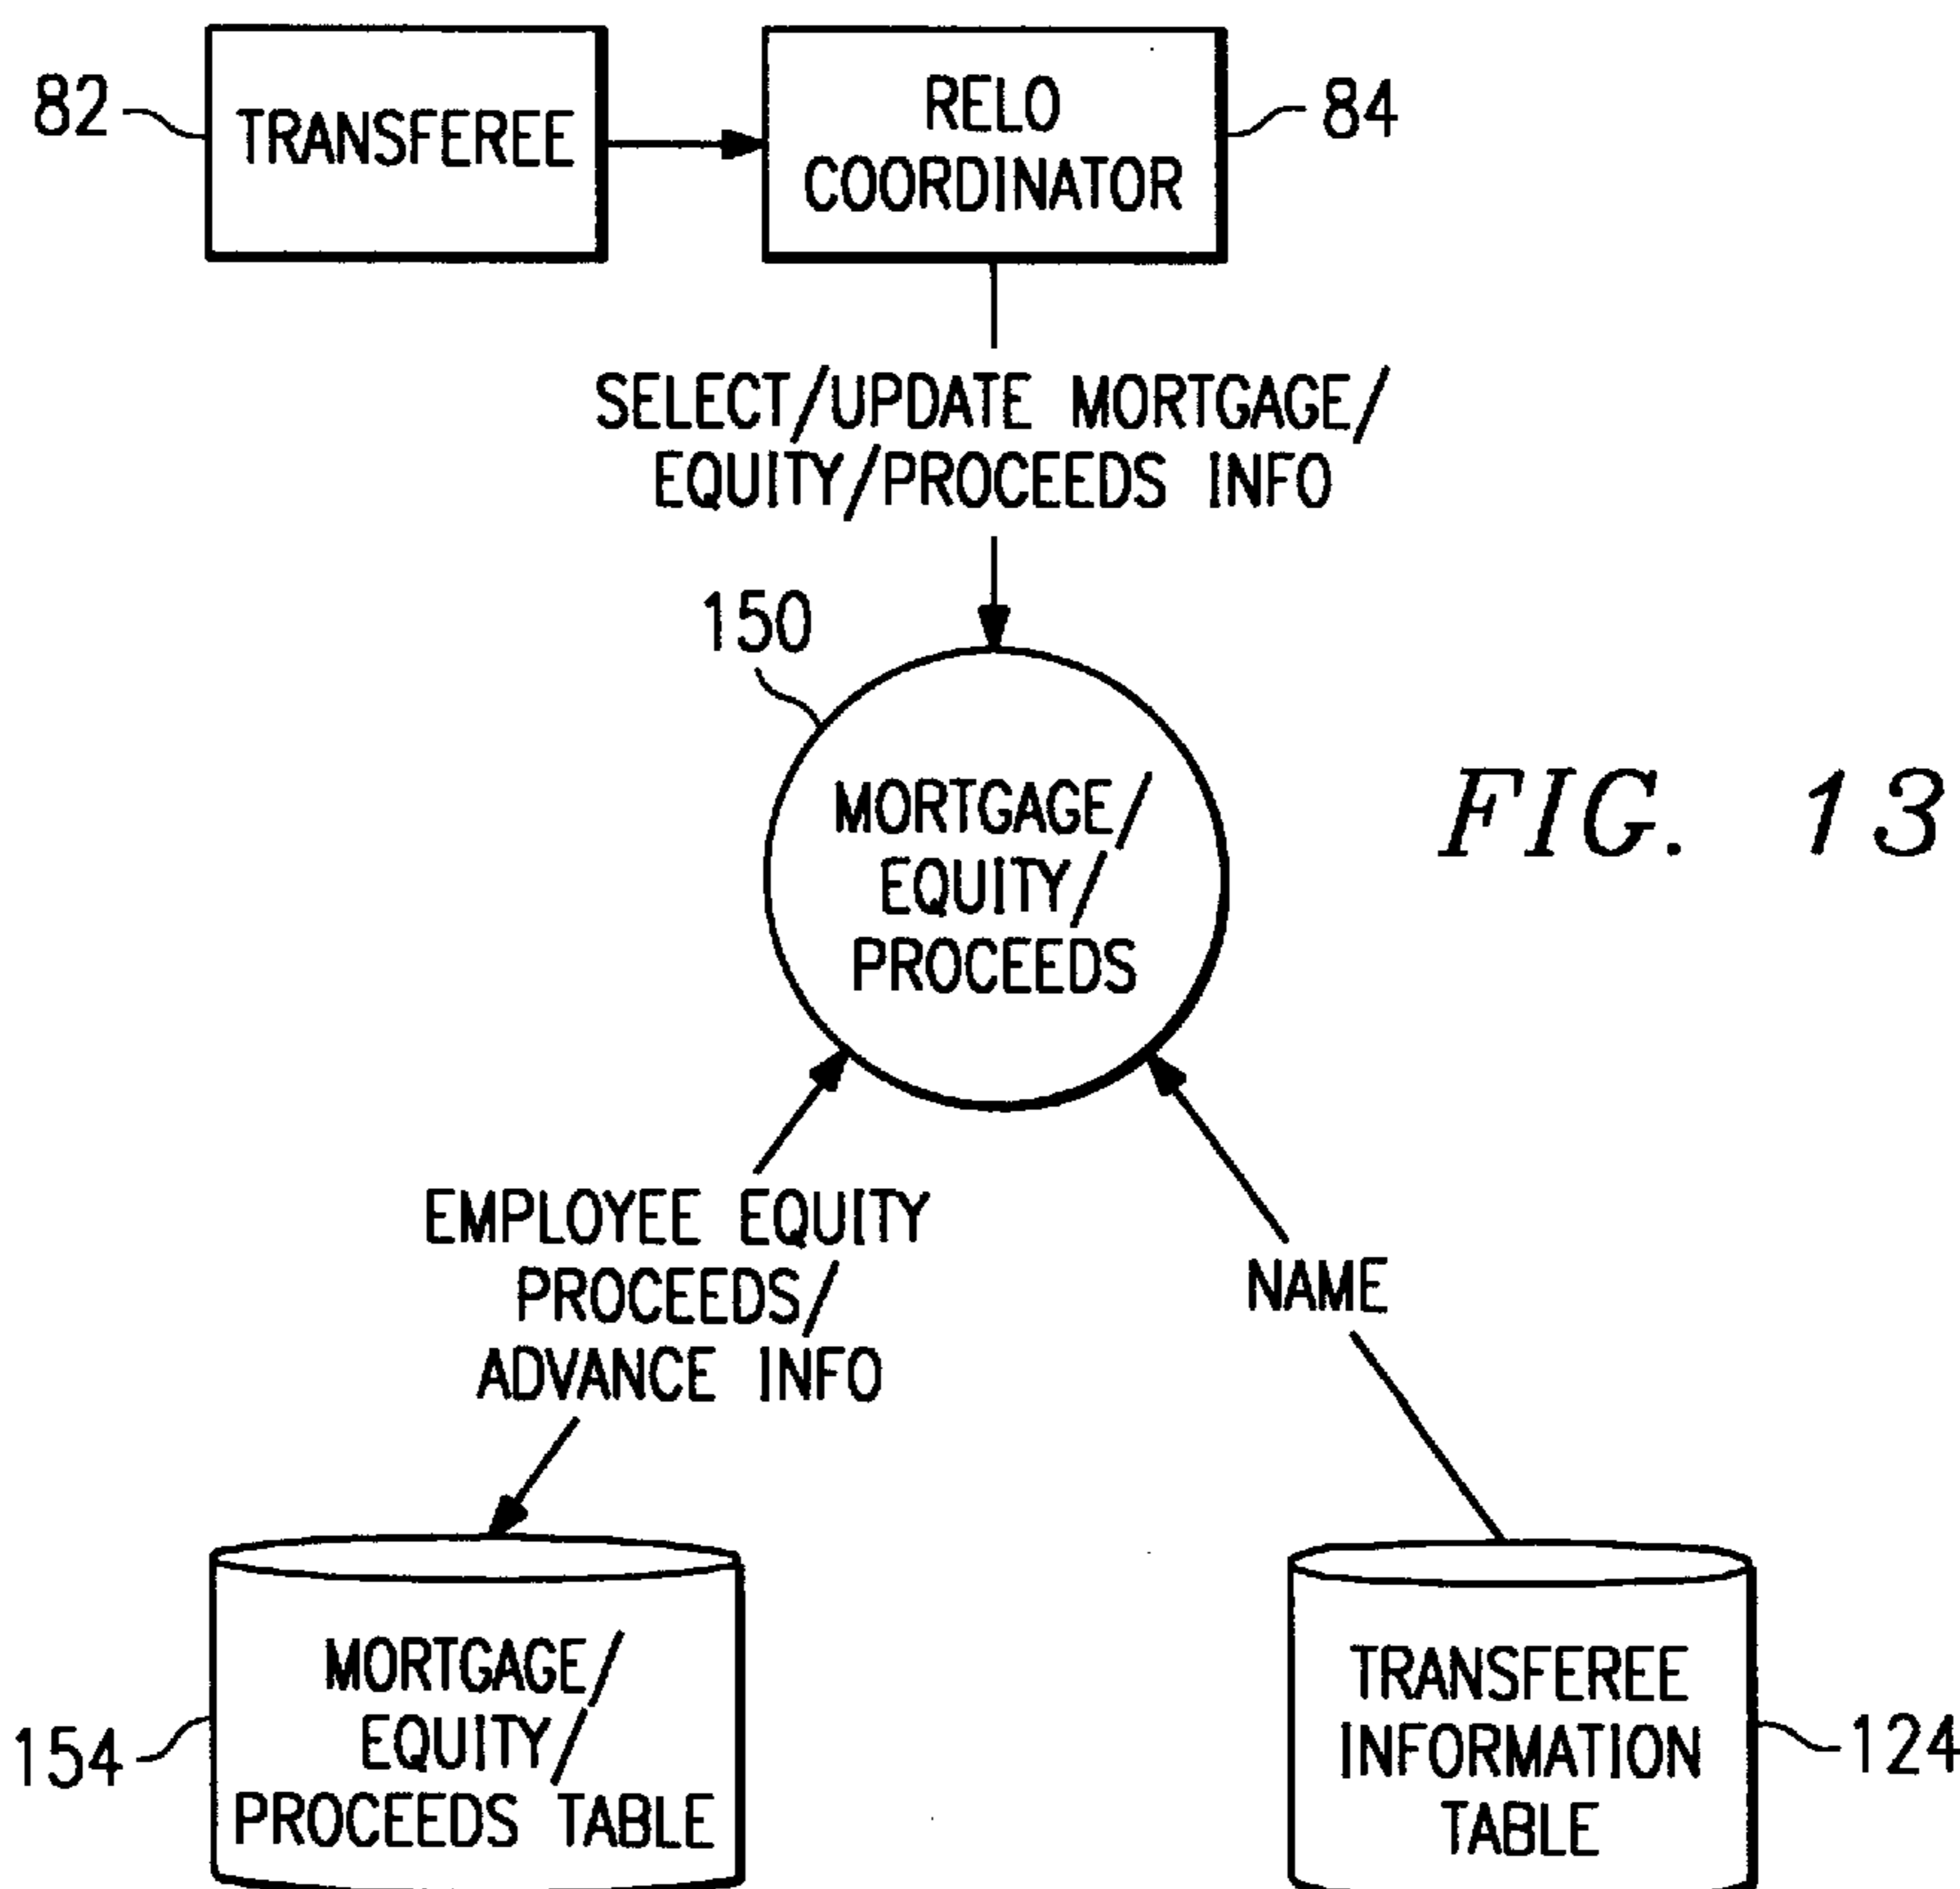 82
TRANSFEREE
RELO
COORDINATOR
84
SELECT/UPDATE MORTGAGE/
EQUITY/PROCEEDS INFO
150
MORTGAGE/
EQUITY/
PROCEEDS
FIG. 13
EMPLOYEE EQUITY
PROCEEDS/
ADVANCE INFO
NAME
154
MORTGAGE/
EQUITY/
PROCEEDS TABLE
TRANSFEREE
INFORMATION
TABLE
124